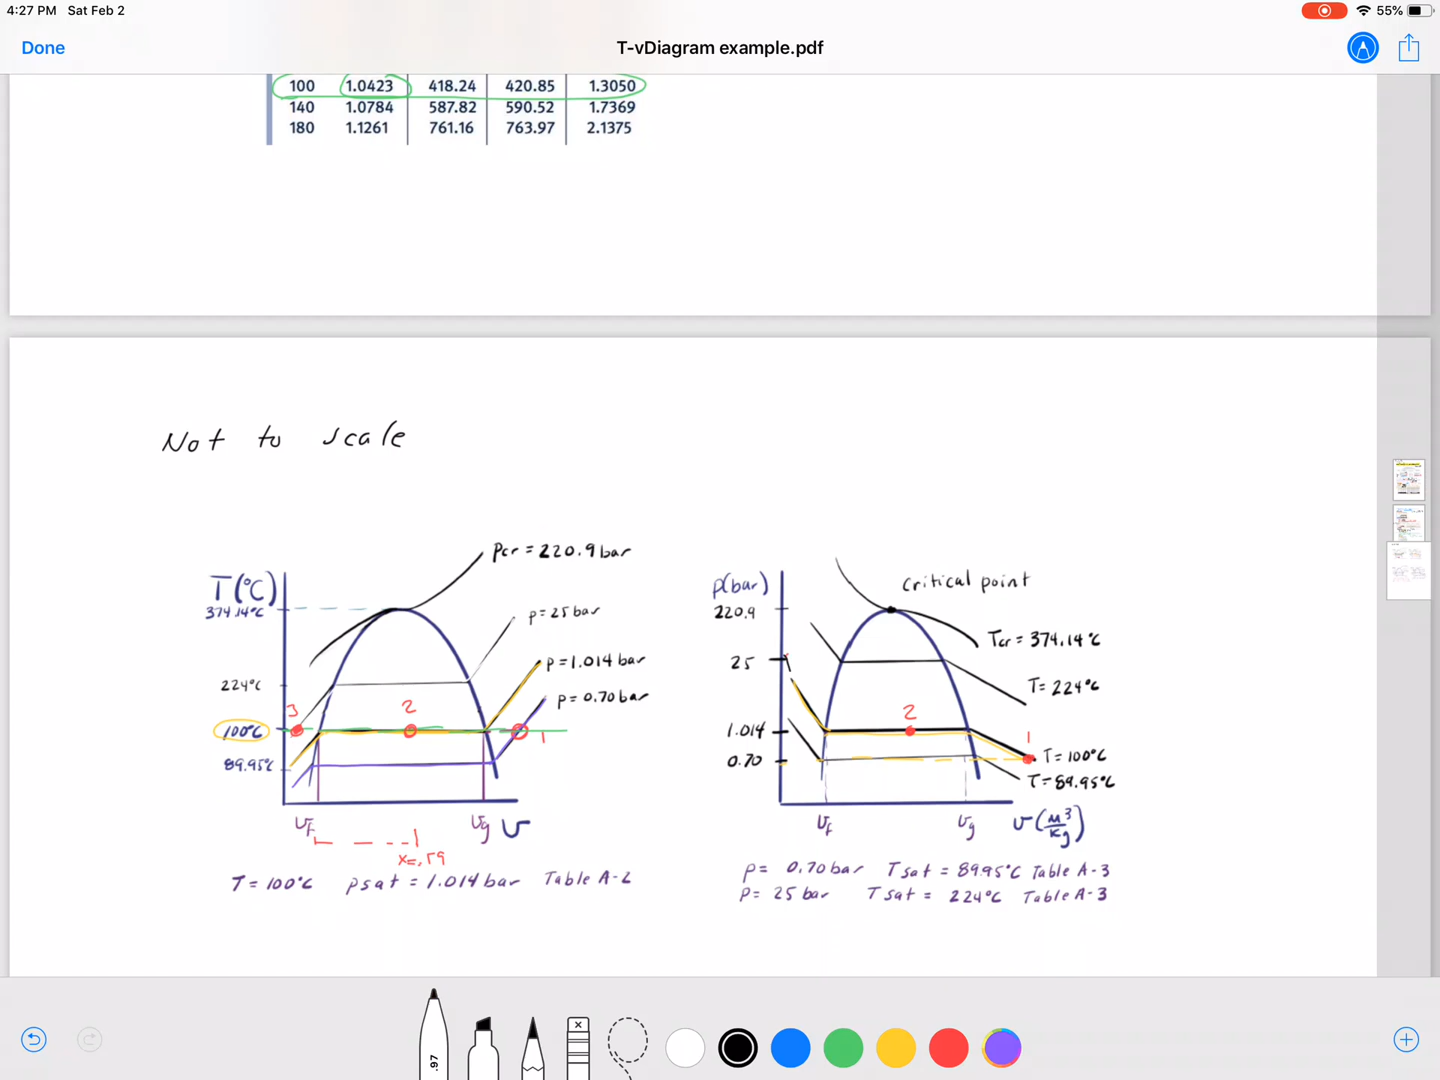 4:27 PM Sat Feb 2
55%
Done
T-vDiagram example.pdf
100 1.0423 418.24 420.85 1.3050
140 1.0784 587.82 590.52 1.7369
180 1.1261 761.16 763.97 2.1375
Not to scale
T(°C)
374.14°C
224°C
100°C
89.95°C
Pcr = 220.9 bar
p = 25 bar
p = 1.014 bar
p = 0.70 bar
3
2
1
vf
vg
v
x=.59
T = 100°C psat = 1.014 bar Table A-2
p(bar)
220.9
25
1.014
0.70
critical point
Tcr = 374.14°C
T = 224°C
2
1
T = 100°C
T = 89.95°C
vf
vg
v (m³/kg)
p = 0.70 bar Tsat = 89.95°C Table A-3
p = 25 bar Tsat = 224°C Table A-3
.97